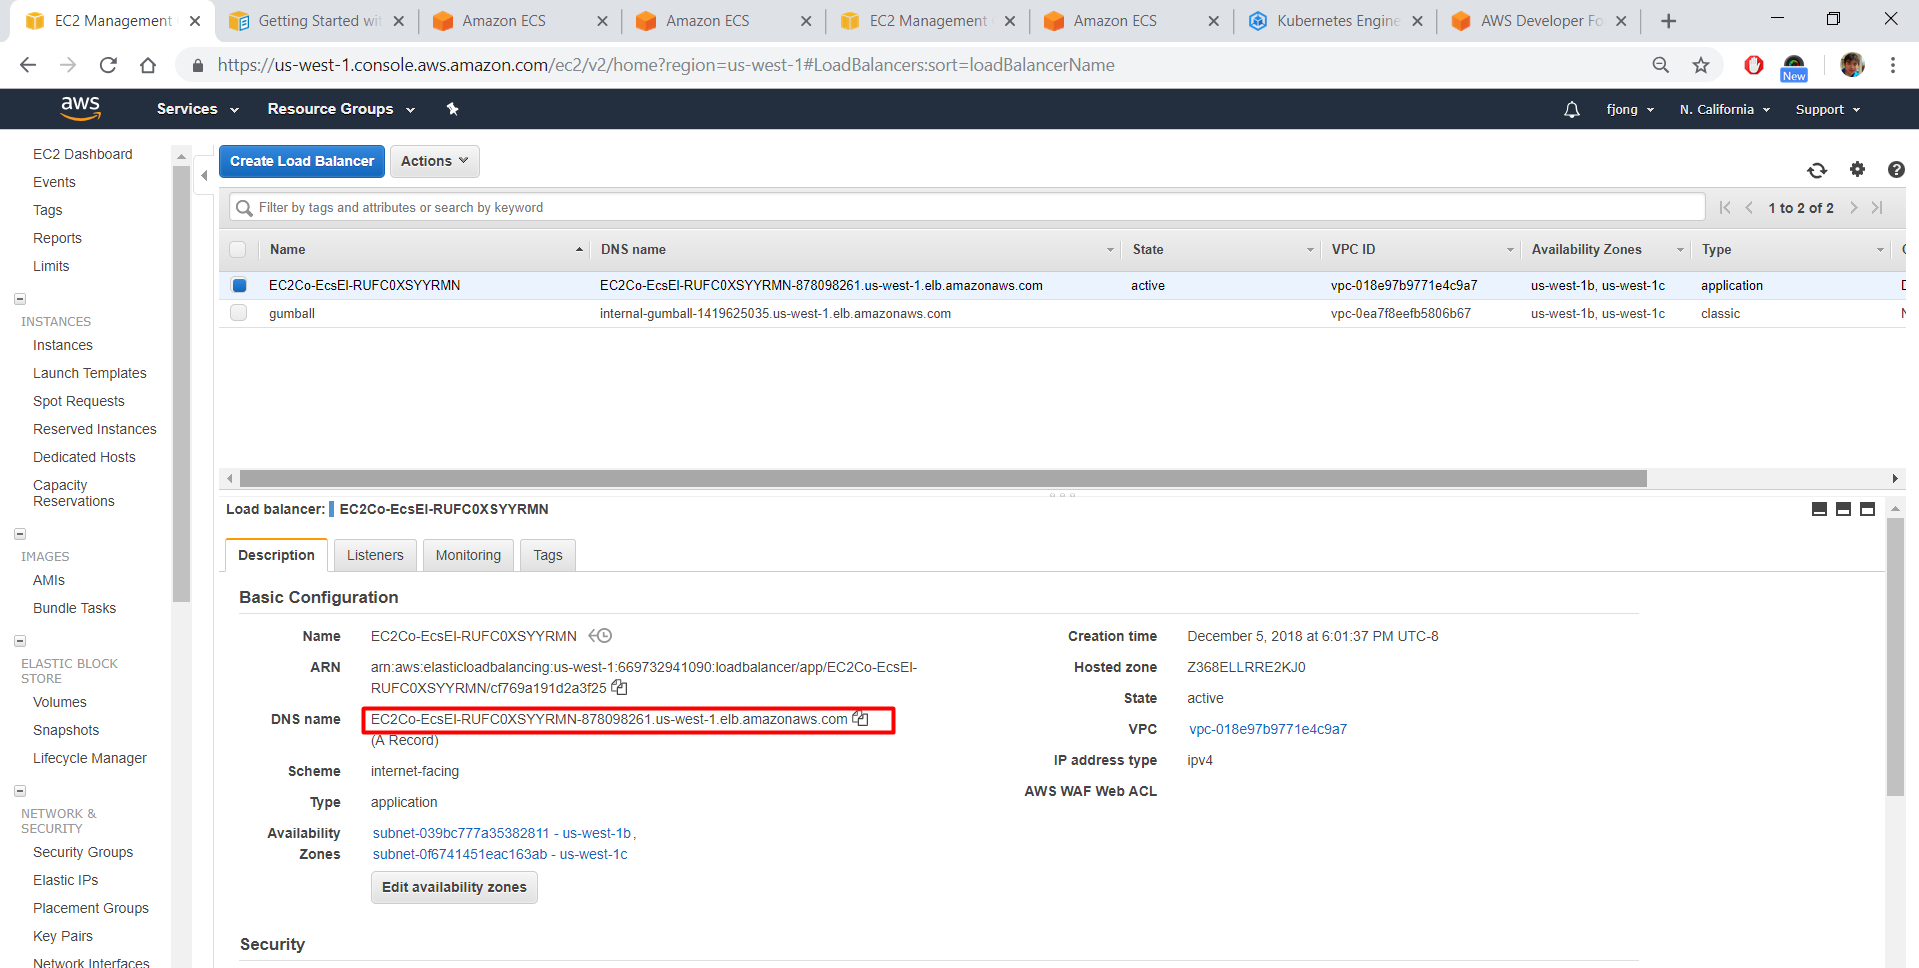 EC2 Management
Getting Started wit
Amazon ECS
Amazon ECS
EC2 Management
Amazon ECS
Kubernetes Engine
AWS Developer Fo
https://us-west-1.console.aws.amazon.com/ec2/v2/home?region=us-west-1#LoadBalancers:sort=loadBalancerName
New
aws
Services
Resource Groups
fjong
N. California
Support
EC2 Dashboard
Events
Tags
Reports
Limits
INSTANCES
Instances
Launch Templates
Spot Requests
Reserved Instances
Dedicated Hosts
Capacity
Reservations
IMAGES
AMIs
Bundle Tasks
ELASTIC BLOCK
STORE
Volumes
Snapshots
Lifecycle Manager
NETWORK &
SECURITY
Security Groups
Elastic IPs
Placement Groups
Key Pairs
Network Interfaces
Create Load Balancer
Actions
Filter by tags and attributes or search by keyword
1 to 2 of 2
Name DNS name State VPC ID Availability Zones Type
EC2Co-EcsEl-RUFC0XSYYRMN EC2Co-EcsEl-RUFC0XSYYRMN-878098261.us-west-1.elb.amazonaws.com active vpc-018e97b9771e4c9a7 us-west-1b, us-west-1c application
gumball internal-gumball-1419625035.us-west-1.elb.amazonaws.com vpc-0ea7f8eefb5806b67 us-west-1b, us-west-1c classic
Load balancer: EC2Co-EcsEl-RUFC0XSYYRMN
Description Listeners Monitoring Tags
Basic Configuration
Name EC2Co-EcsEl-RUFC0XSYYRMN
ARN arn:aws:elasticloadbalancing:us-west-1:669732941090:loadbalancer/app/EC2Co-EcsEl-
RUFC0XSYYRMN/cf769a191d2a3f25
DNS name EC2Co-EcsEl-RUFC0XSYYRMN-878098261.us-west-1.elb.amazonaws.com
(A Record)
Scheme internet-facing
Type application
Availability subnet-039bc777a35382811 - us-west-1b,
Zones subnet-0f6741451eac163ab - us-west-1c
Edit availability zones
Creation time December 5, 2018 at 6:01:37 PM UTC-8
Hosted zone Z368ELLRRE2KJ0
State active
VPC vpc-018e97b9771e4c9a7
IP address type ipv4
AWS WAF Web ACL
Security